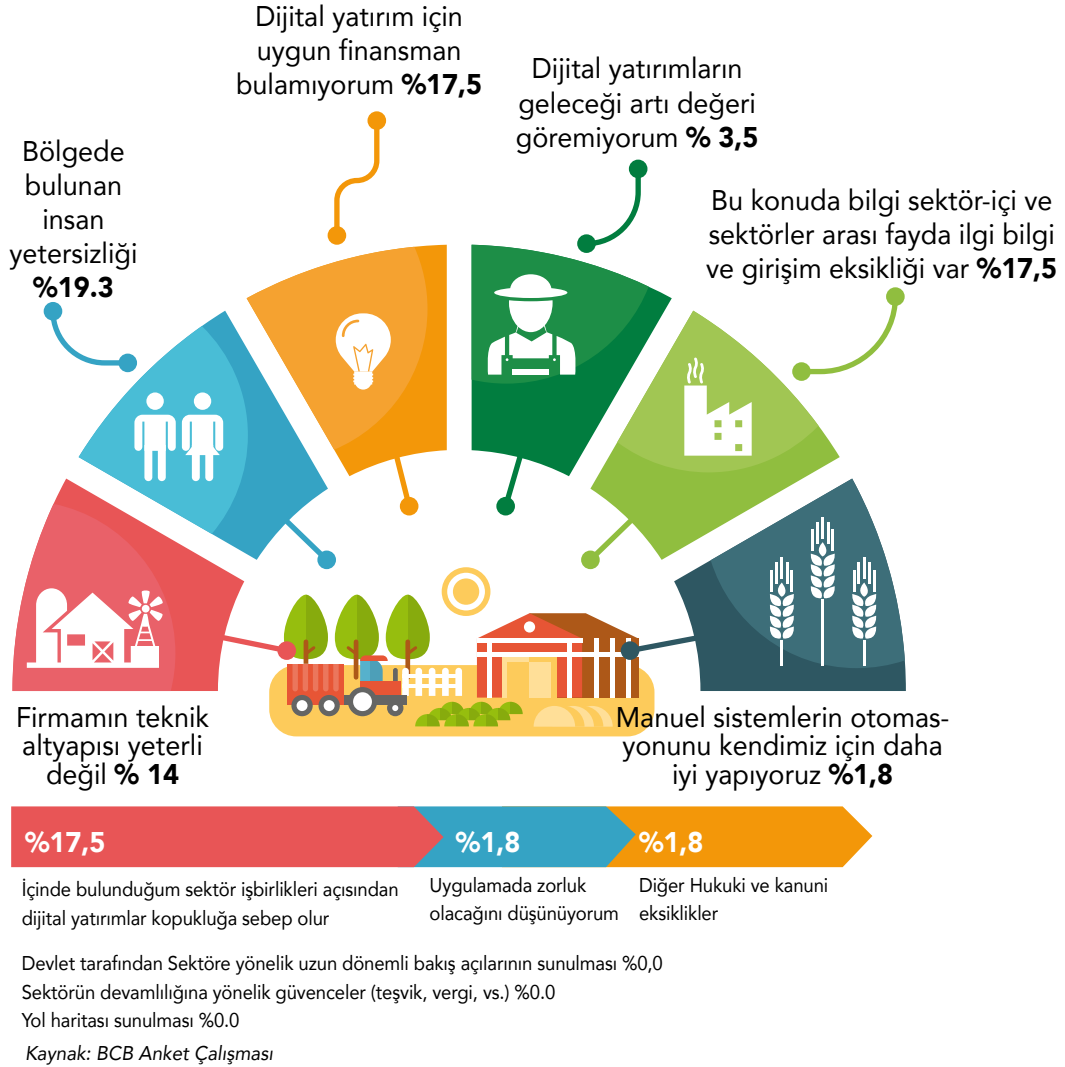 Dijital yatırım için
uygun finansman
bulamıyorum %17,5
Dijital yatırımların
geleceği artı değeri
göremiyorum % 3,5
Bölgede
bulunan
insan
yetersizliği
%19.3
Bu konuda bilgi sektör-içi ve
sektörler arası fayda ilgi bilgi
ve girişim eksikliği var %17,5
Firmamın teknik
altyapısı yeterli
değil % 14
Manuel sistemlerin otomas-
yonunu kendimiz için daha
iyi yapıyoruz %1,8
%17,5
İçinde bulunduğum sektör işbirlikleri açısından
dijital yatırımlar kopukluğa sebep olur
%1,8
Uygulamada zorluk
olacağını düşünüyorum
%1,8
Diğer Hukuki ve kanuni
eksiklikler
Devlet tarafından Sektöre yönelik uzun dönemli bakış açılarının sunulması %0,0
Sektörün devamlılığına yönelik güvenceler (teşvik, vergi, vs.) %0.0
Yol haritası sunulması %0.0
Kaynak: BCB Anket Çalışması